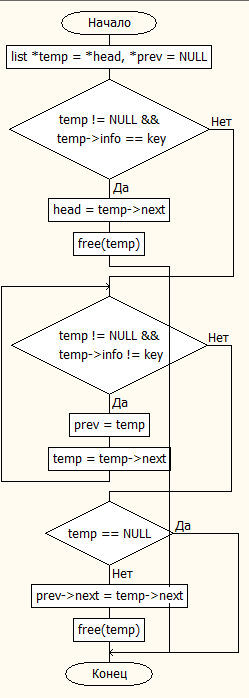 Начало
list *temp = *head, *prev = NULL
temp != NULL &&
temp->info == key
Нет
Да
head = temp->next
free(temp)
temp != NULL &&
temp->info != key
Нет
Да
prev = temp
temp = temp->next
temp == NULL
Да
Нет
prev->next = temp->next
free(temp)
Конец